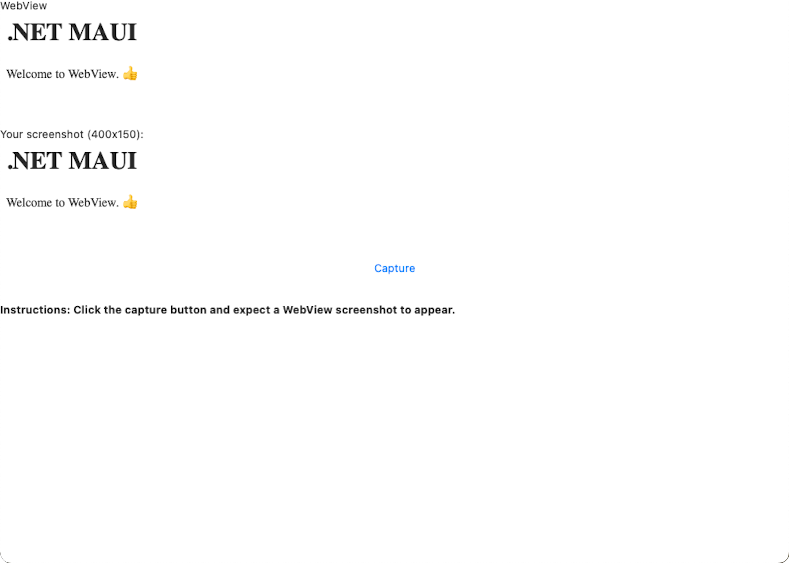 WebView
.NET MAUI
Welcome to WebView. 👍
Your screenshot (400x150):
.NET MAUI
Welcome to WebView. 👍
Capture
Instructions: Click the capture button and expect a WebView screenshot to appear.